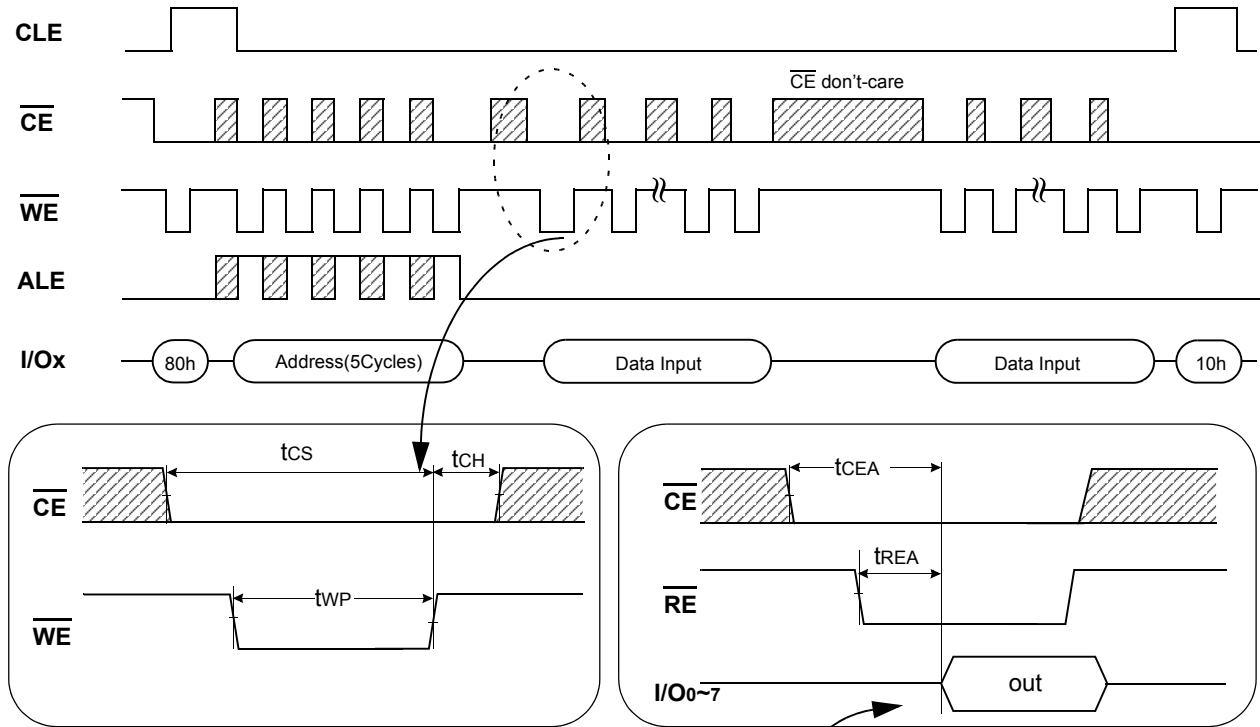 CLE
CE don't-care
CE
WE
ALE
I/Ox
80h
Address(5Cycles)
Data Input
Data Input
10h
tCS
tCH
CE
tWP
WE
tCEA
CE
tREA
RE
I/O0~7
out